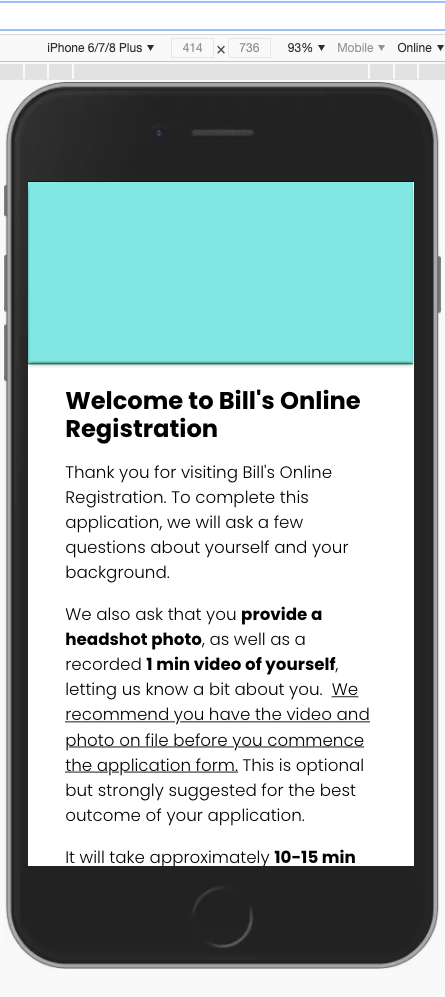 iPhone 6/7/8 Plus ▼ 414 × 736 93% ▼ Mobile ▼ Online ▼
Welcome to Bill's Online
Registration
Thank you for visiting Bill's Online
Registration. To complete this
application, we will ask a few
questions about yourself and your
background.
We also ask that you provide a
headshot photo, as well as a
recorded 1 min video of yourself,
letting us know a bit about you. We
recommend you have the video and
photo on file before you commence
the application form. This is optional
but strongly suggested for the best
outcome of your application.
It will take approximately 10-15 min